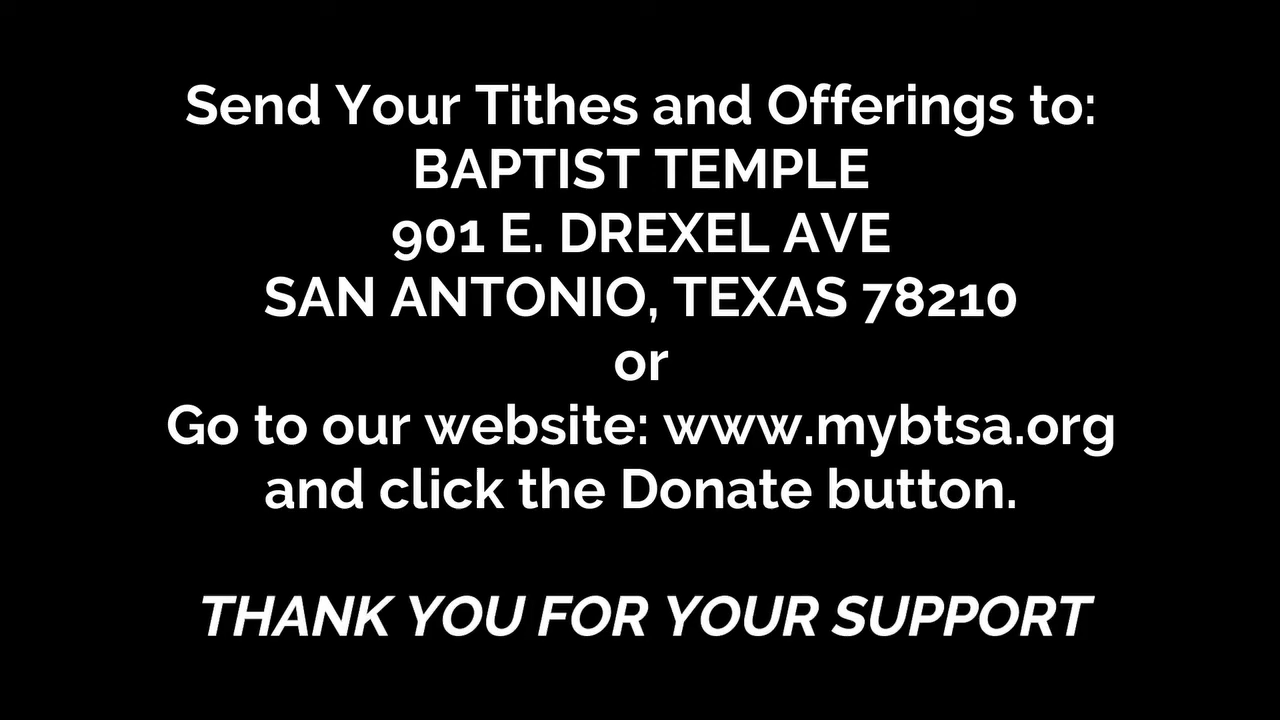 Send Your Tithes and Offerings to:
BAPTIST TEMPLE
901 E. DREXEL AVE
SAN ANTONIO, TEXAS 78210
or
Go to our website: www.mybtsa.org
and click the Donate button.
THANK YOU FOR YOUR SUPPORT